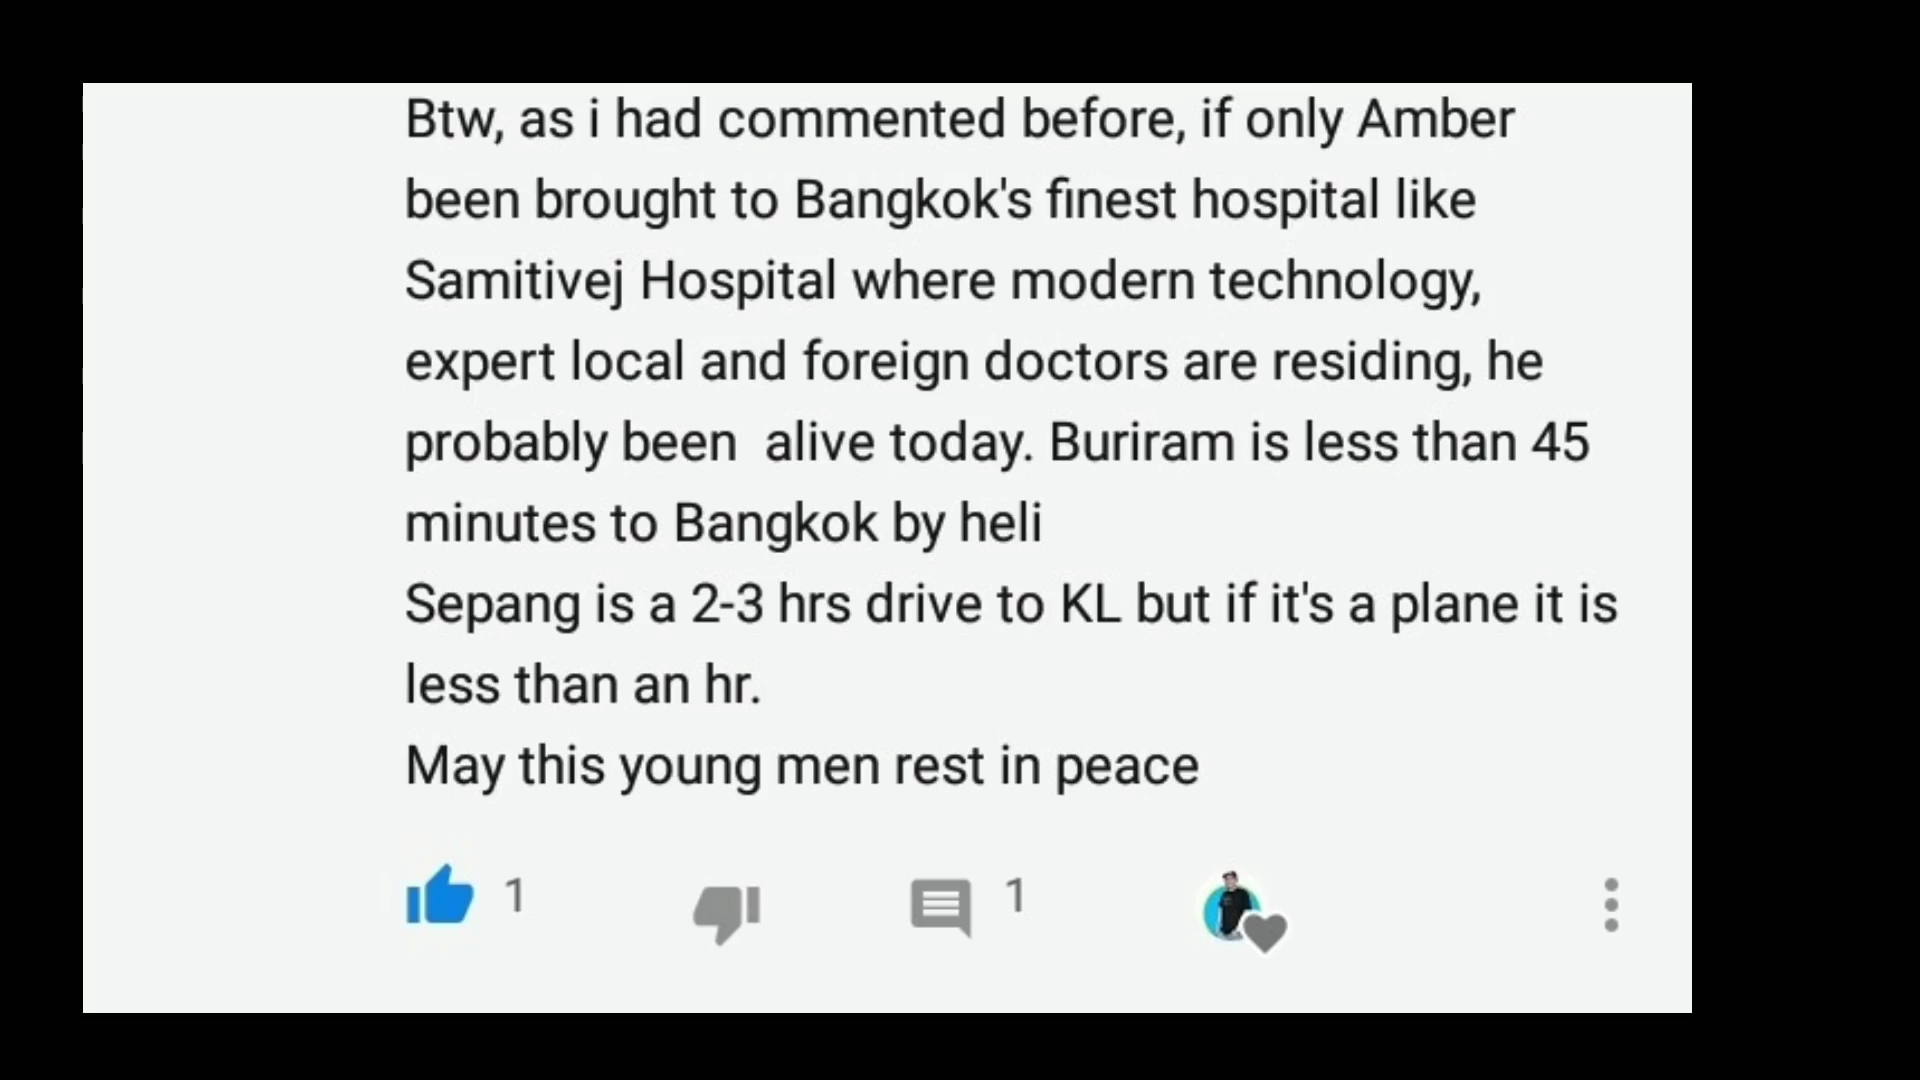 Btw, as i had commented before, if only Amber
been brought to Bangkok's finest hospital like
Samitivej Hospital where modern technology,
expert local and foreign doctors are residing, he
probably been  alive today. Buriram is less than 45
minutes to Bangkok by heli
Sepang is a 2-3 hrs drive to KL but if it's a plane it is
less than an hr.
May this young men rest in peace
1 1